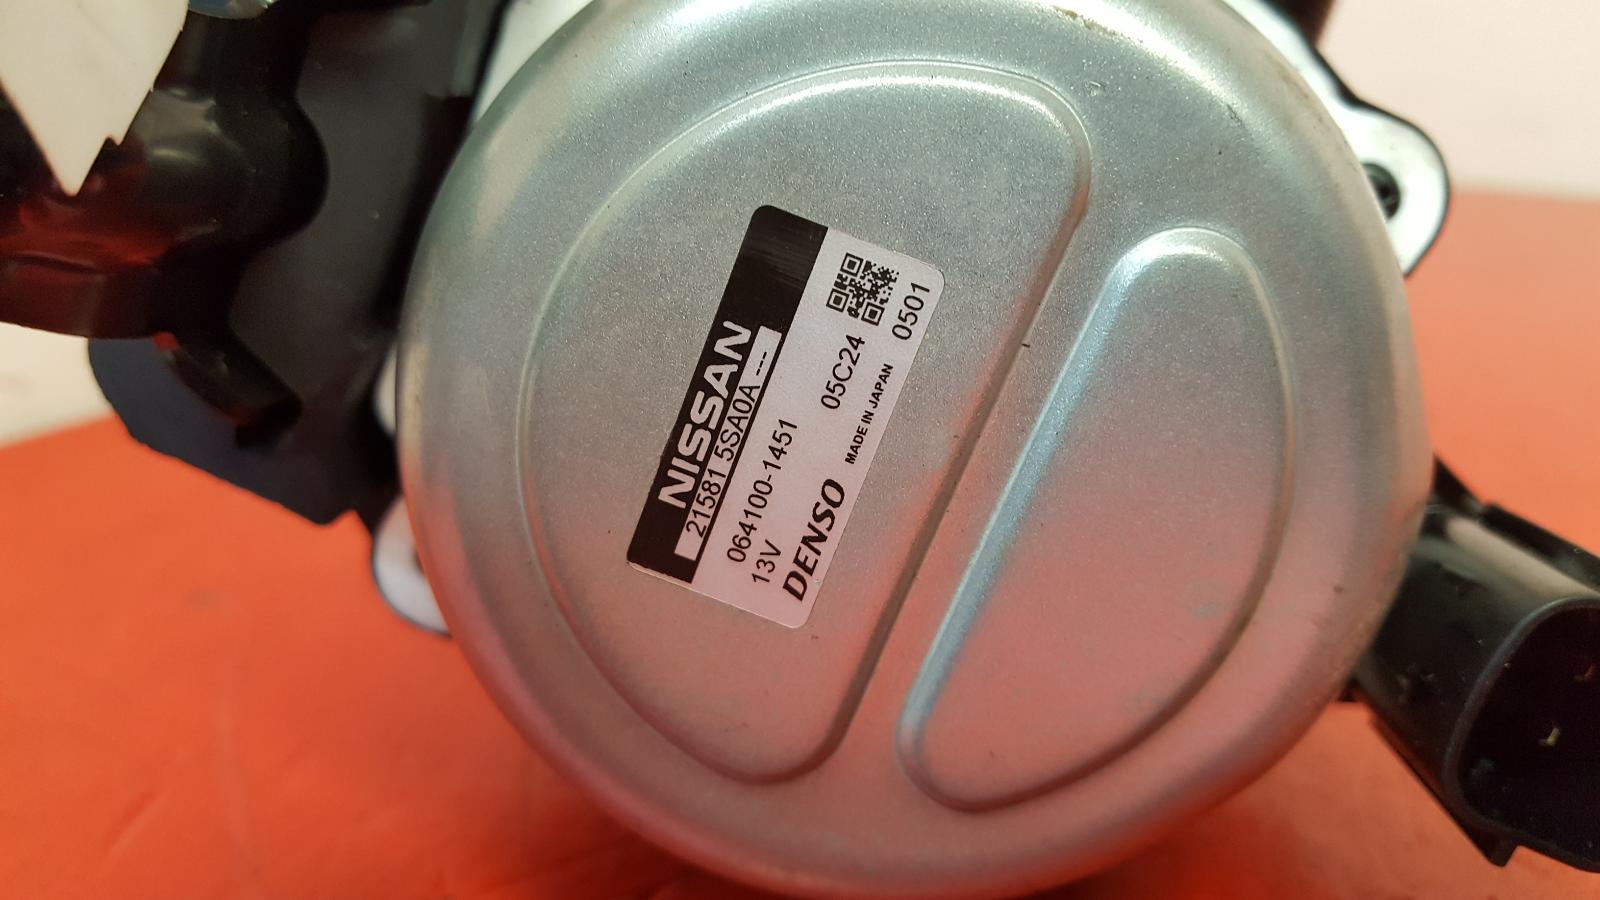 NISSAN
21581 5SA0A ---
064100-1451 05C24
13V
DENSO MADE IN JAPAN 0501